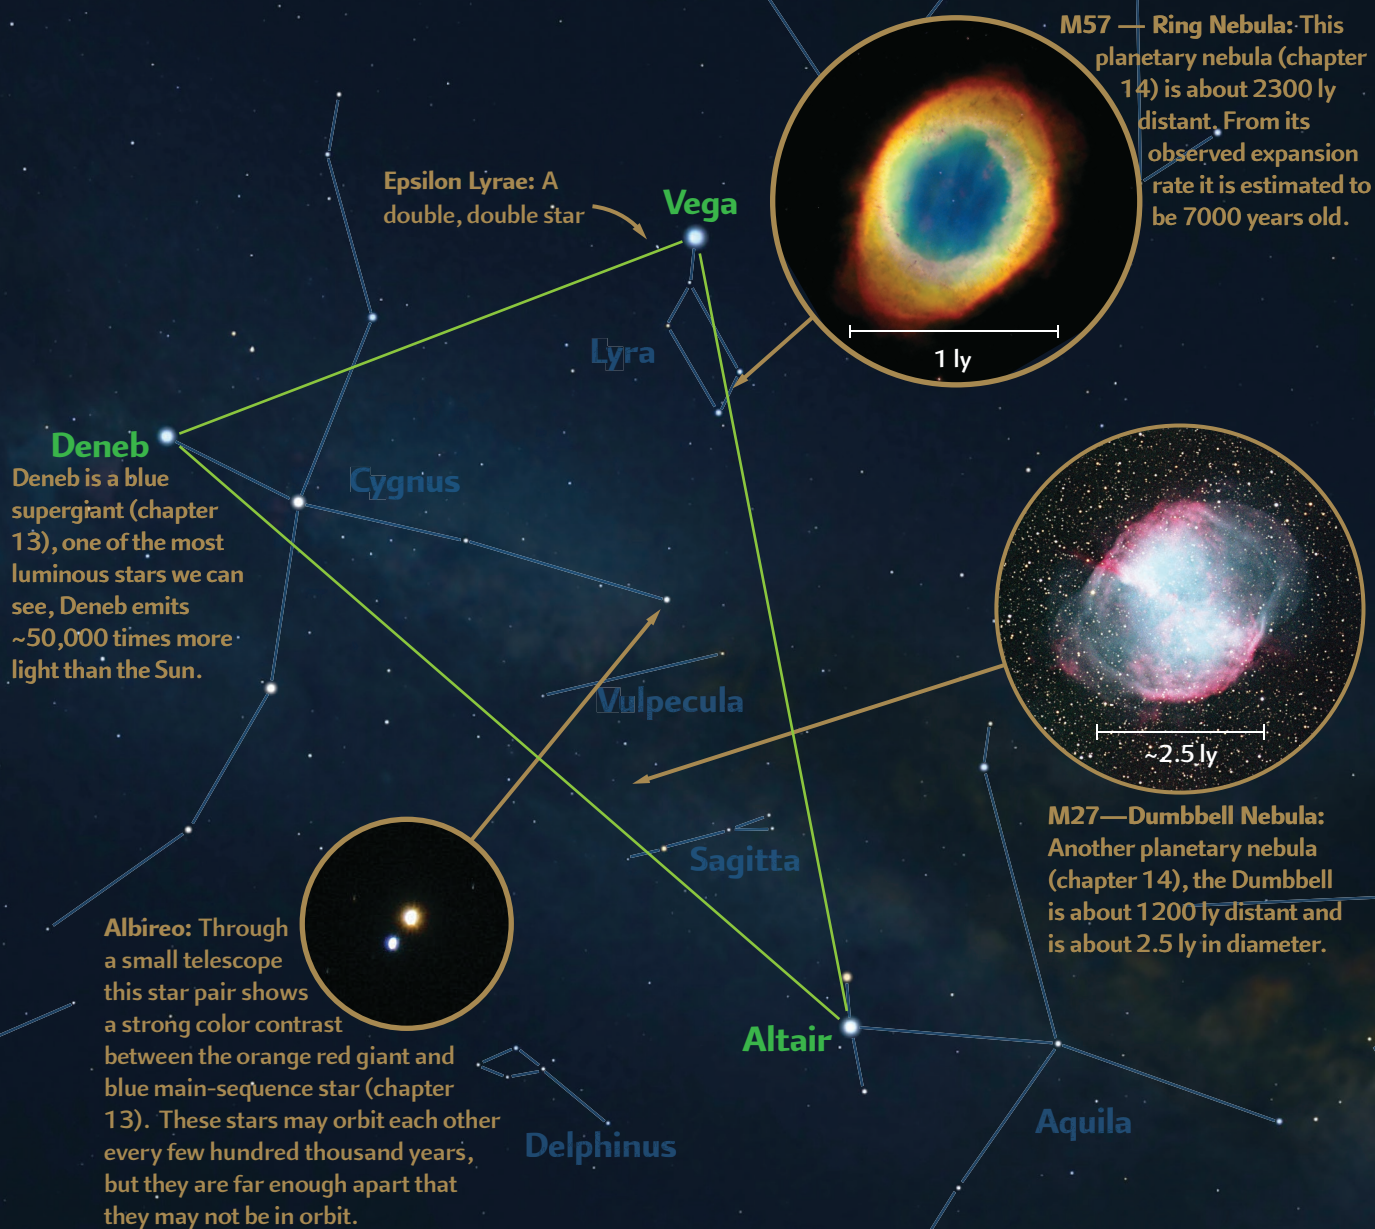 M57 — Ring Nebula: This
planetary nebula (chapter
14) is about 2300 ly
distant. From its
observed expansion
rate it is estimated to
be 7000 years old.
1 ly
Epsilon Lyrae: A
double, double star
Vega
Lyra
Deneb
Deneb is a blue
supergiant (chapter
13), one of the most
luminous stars we can
see, Deneb emits
~50,000 times more
light than the Sun.
Cygnus
Vulpecula
~2.5 ly
M27—Dumbbell Nebula:
Another planetary nebula
(chapter 14), the Dumbbell
is about 1200 ly distant and
is about 2.5 ly in diameter.
Sagitta
Albireo: Through
a small telescope
this star pair shows
a strong color contrast
between the orange red giant and
blue main-sequence star (chapter
13). These stars may orbit each other
every few hundred thousand years,
but they are far enough apart that
they may not be in orbit.
Altair
Aquila
Delphinus